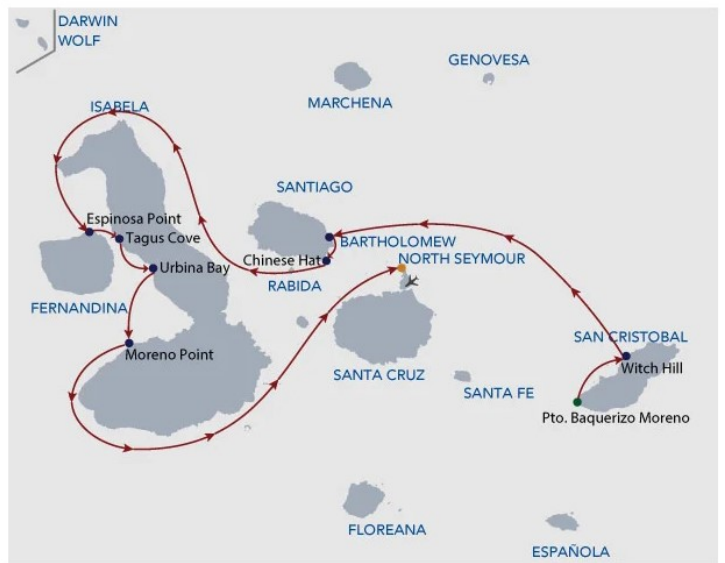 DARWIN
WOLF
GENOVESA
MARCHENA
ISABELA
SANTIAGO
Espinosa Point
Tagus Cove
BARTHOLOMEW
Chinese Hat
NORTH SEYMOUR
Urbina Bay
RABIDA
FERNANDINA
SAN CRISTOBAL
Moreno Point
Witch Hill
SANTA CRUZ
SANTA FE
Pto. Baquerizo Moreno
FLOREANA
ESPAÑOLA